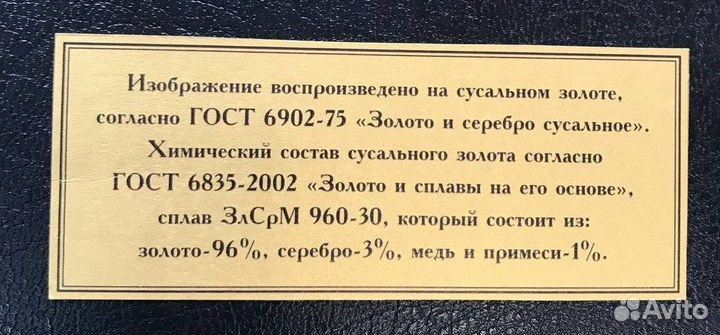 Изображение воспроизведено на сусальном золоте,
согласно ГОСТ 6902-75 «Золото и серебро сусальное».
Химический состав сусального золота согласно
ГОСТ 6835-2002 «Золото и сплавы на его основе»,
сплав ЗлСрМ 960-30, который состоит из:
золото-96%, серебро-3%, медь и примеси-1%.
Avito